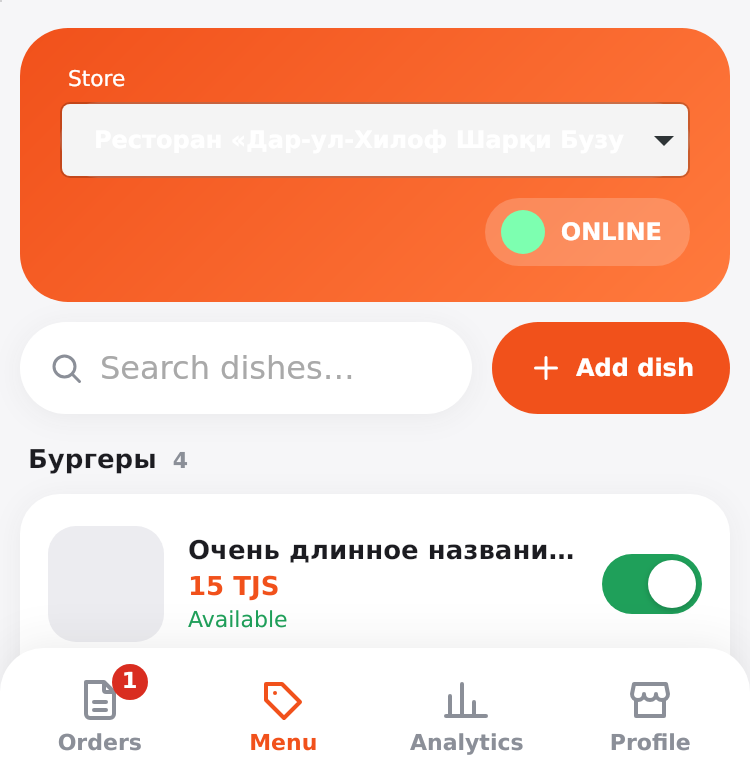 Store
Ресторан «Дар-ул-Хилоф Шарқи Бузу
ONLINE
Search dishes...
Add dish
Бургеры 4
Очень длинное названи...
15 TJS
Available
1
Orders
Menu
Analytics
Profile